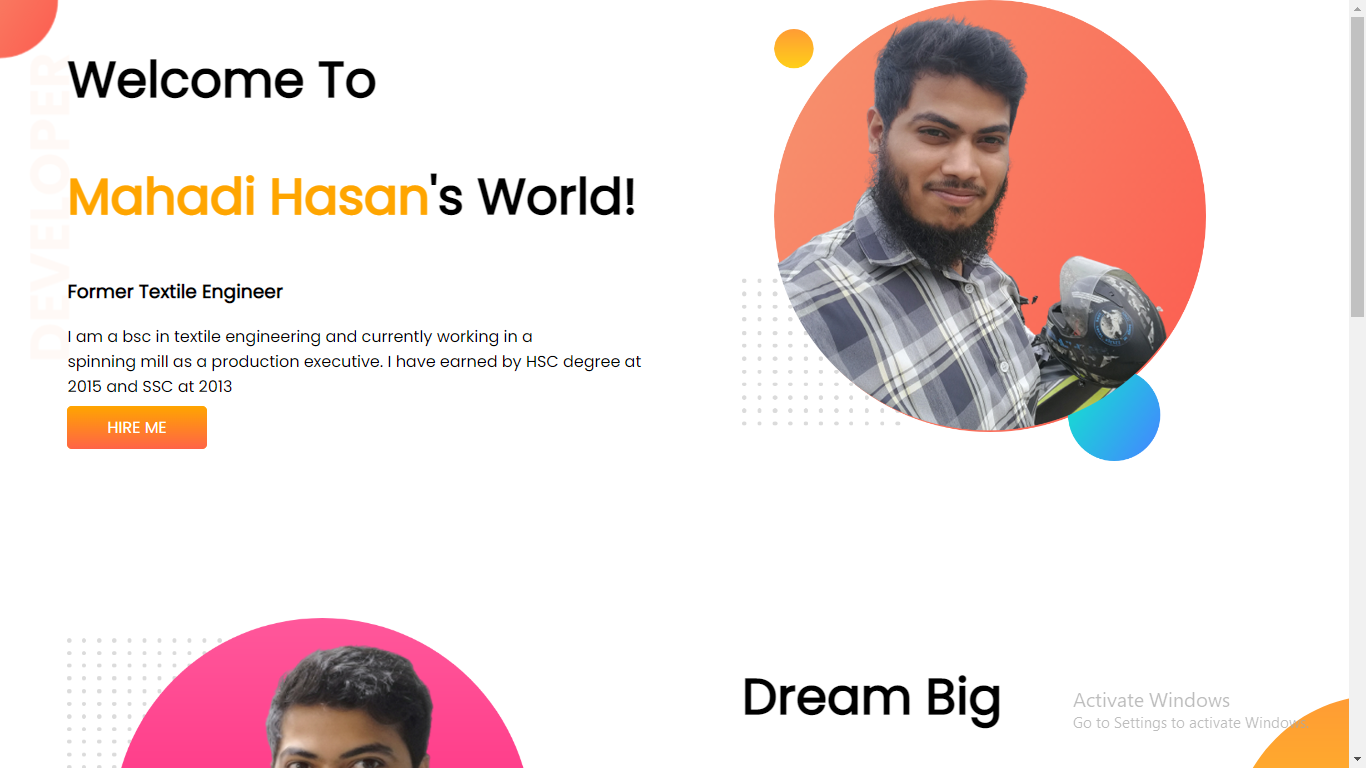 DEVELOPER
Welcome To
Mahadi Hasan's World!
Former Textile Engineer
I am a bsc in textile engineering and currently working in a
spinning mill as a production executive. I have earned by HSC degree at
2015 and SSC at 2013
HIRE ME
Dream Big
Activate Windows
Go to Settings to activate Windows.